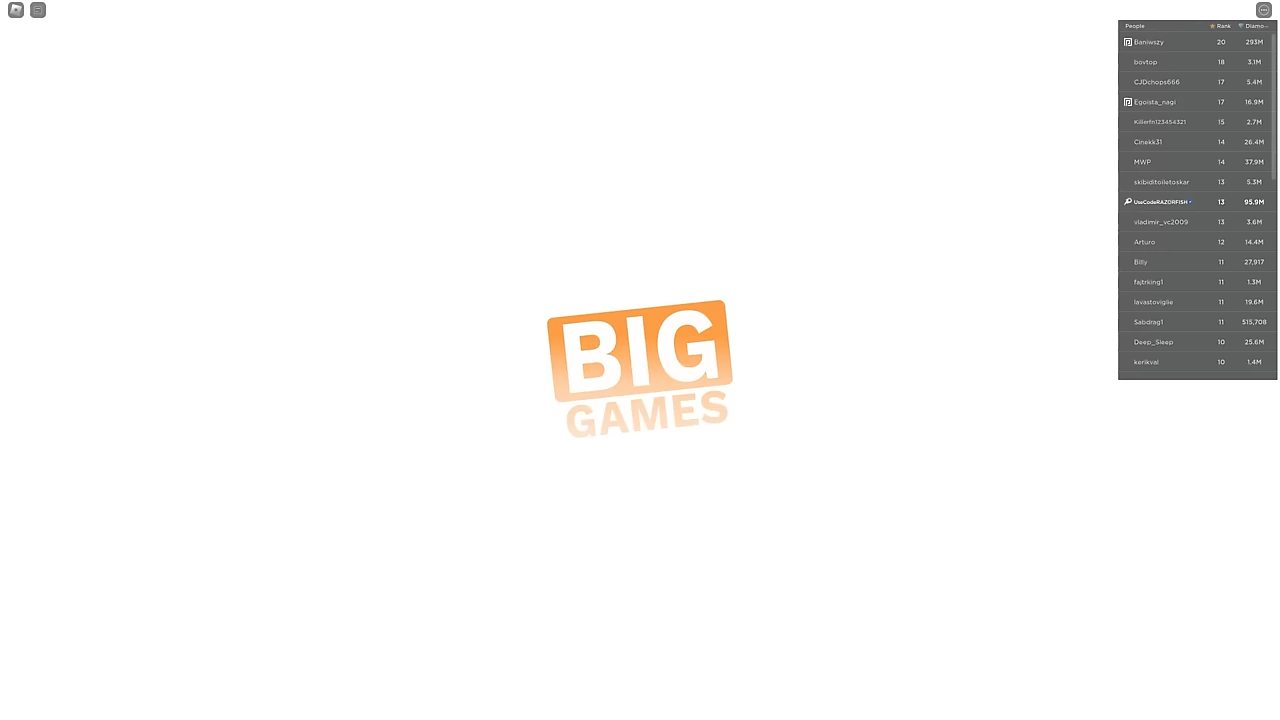 People Rank Diamo...
Baniwszy 20 293M
bovtop 18 3.1M
CJDchops666 17 5.4M
Egoista_nagi 17 16.9M
Killerfn123454321 15 2.7M
Cinekk31 14 26.4M
MWP 14 37.9M
skibiditoiletoskar 13 5.3M
UseCodeRAZORFISH 13 95.9M
vladimir_vc2009 13 3.6M
Arturo 12 14.4M
Billy 11 27,917
fajtrking1 11 1.3M
lavastoviglie 11 19.6M
Sabdrag1 11 515,708
Deep_Sleep 10 25.6M
kerikval 10 1.4M
BIG
GAMES